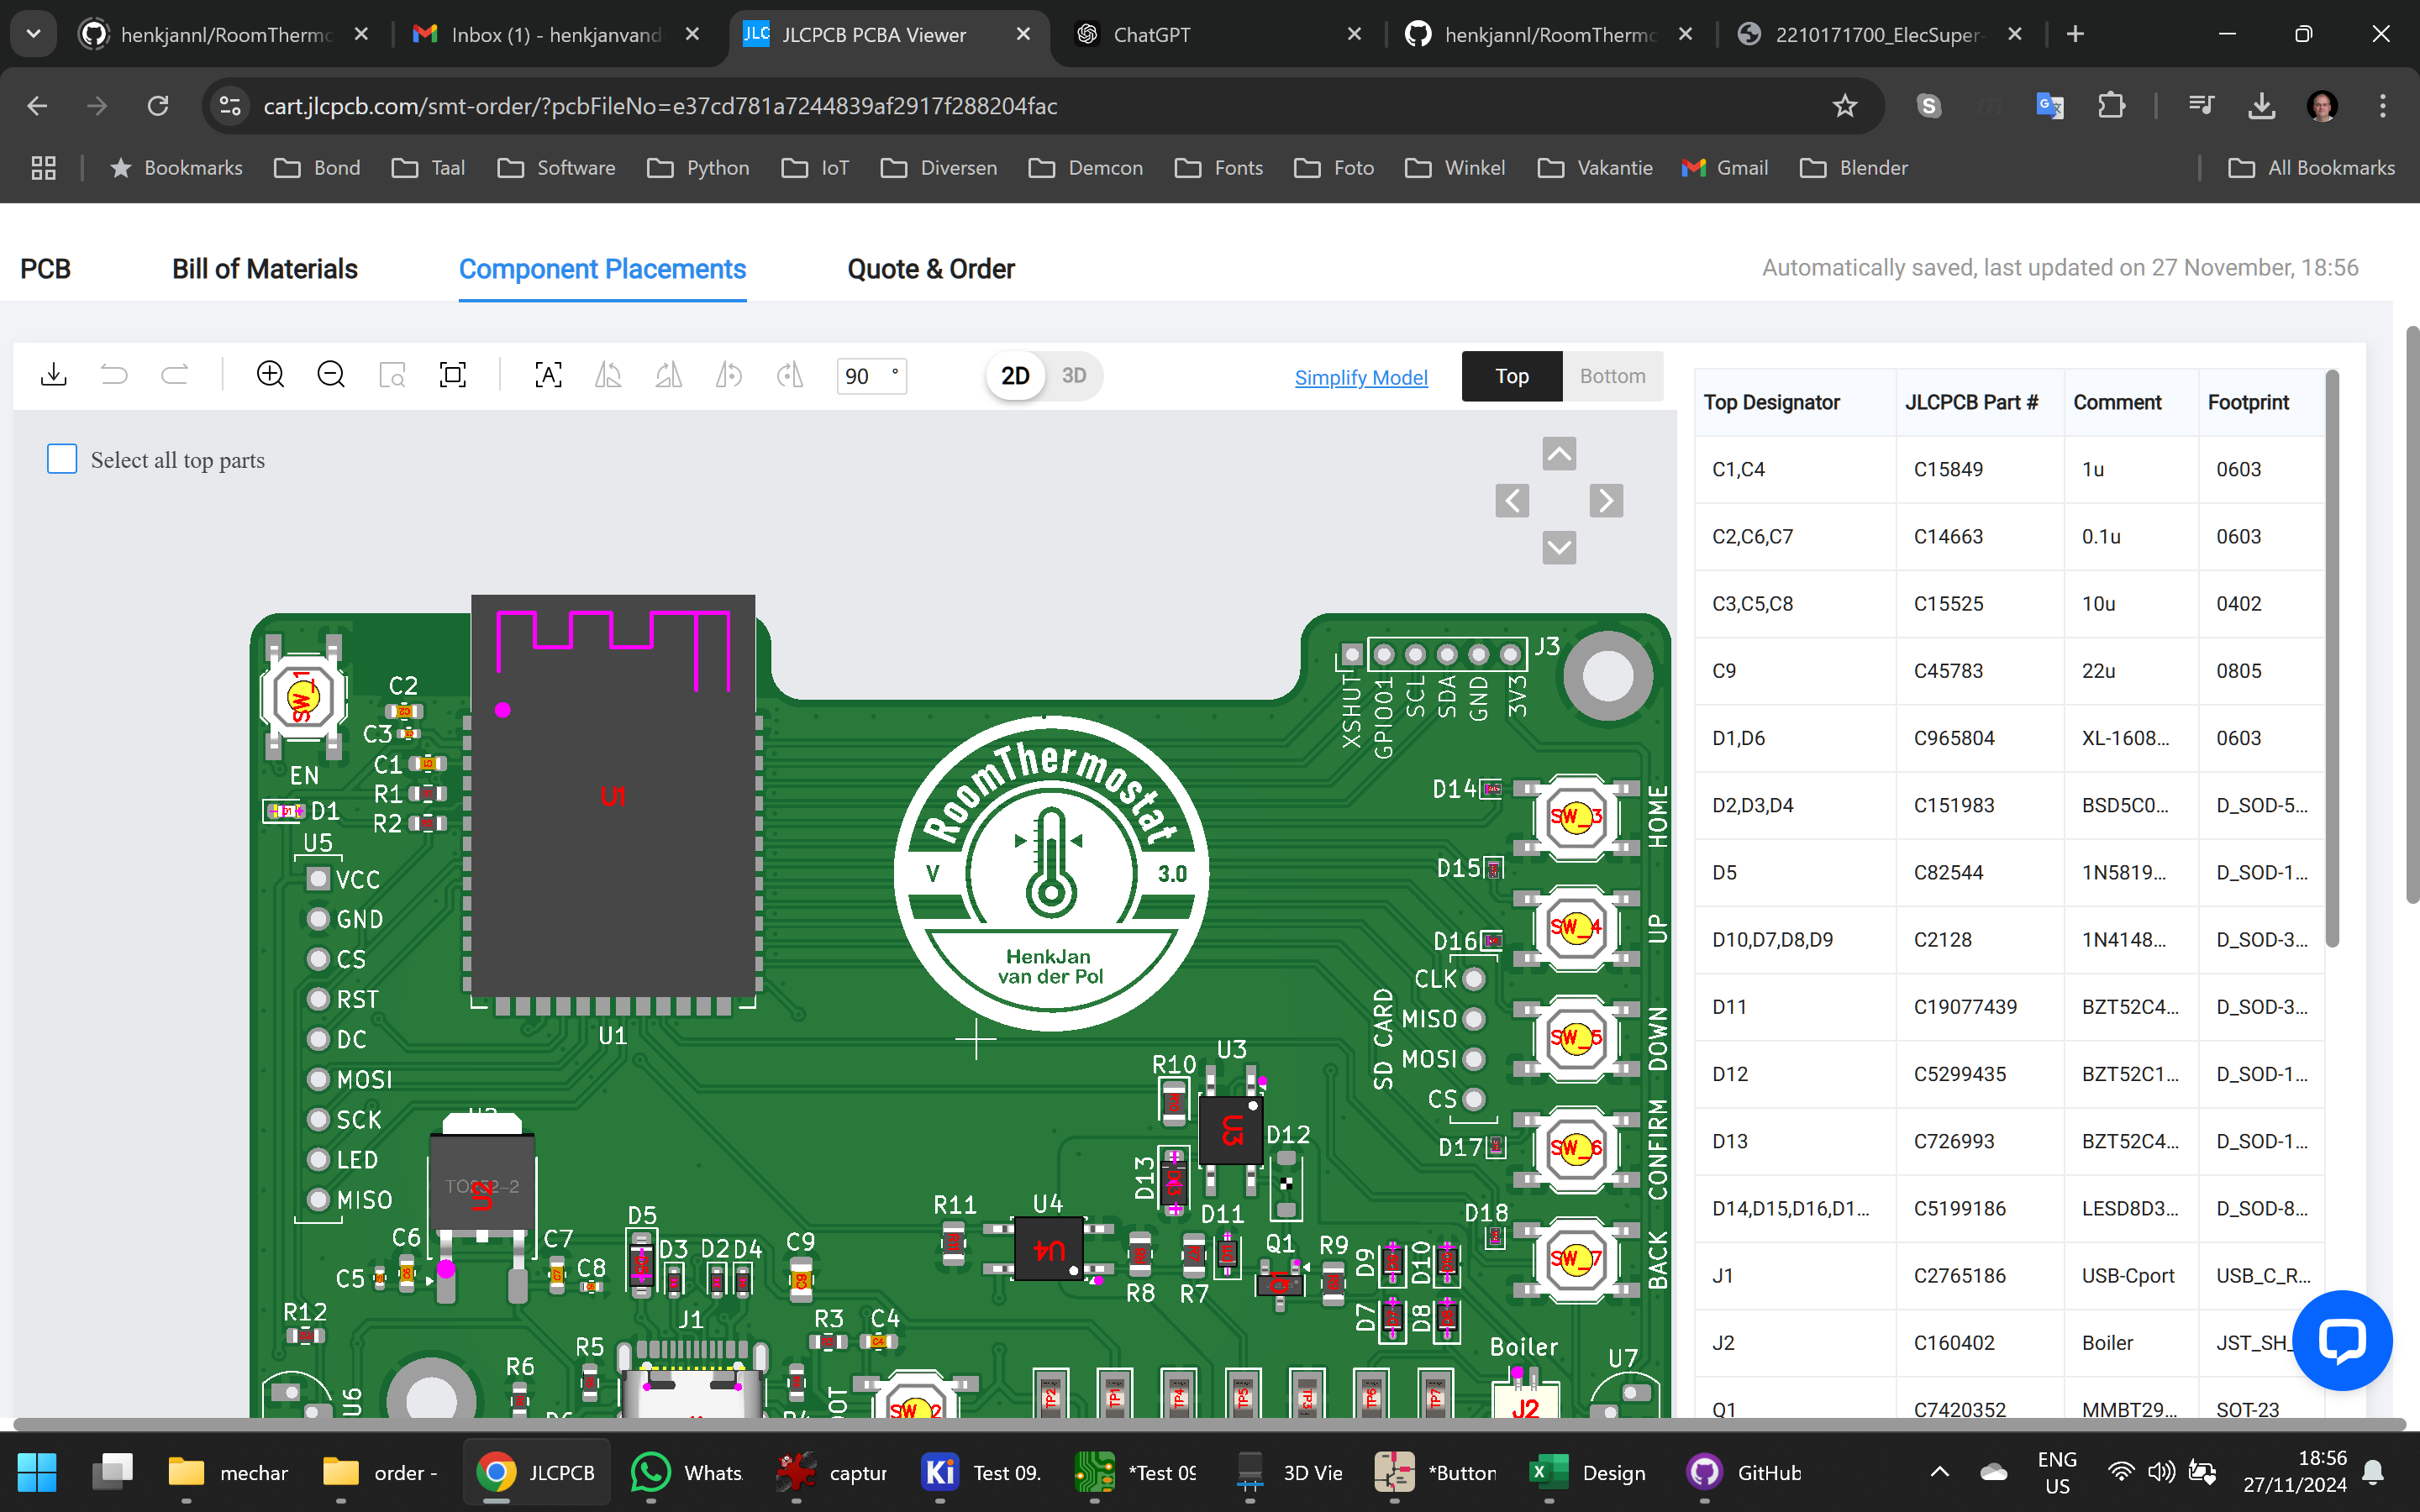 henkjannl/RoomThermo
Inbox (1) - henkjanvand
JLC JLCPCB PCBA Viewer
ChatGPT
henkjannl/RoomThermo
2210171700_ElecSuper-
cart.jlcpcb.com/smt-order/?pcbFileNo=e37cd781a7244839af2917f288204fac
Bookmarks
Bond
Taal
Software
Python
IoT
Diversen
Demcon
Fonts
Foto
Winkel
Vakantie
Gmail
Blender
All Bookmarks
PCB
Bill of Materials
Component Placements
Quote & Order
Automatically saved, last updated on 27 November, 18:56
90 °
2D
3D
Simplify Model
Top
Bottom
Select all top parts
Top Designator JLCPCB Part # Comment Footprint
C1,C4 C15849 1u 0603
C2,C6,C7 C14663 0.1u 0603
C3,C5,C8 C15525 10u 0402
C9 C45783 22u 0805
D1,D6 C965804 XL-1608... 0603
D2,D3,D4 C151983 BSD5C0... D_SOD-5...
D5 C82544 1N5819... D_SOD-1...
D10,D7,D8,D9 C2128 1N4148... D_SOD-3...
D11 C19077439 BZT52C4... D_SOD-3...
D12 C5299435 BZT52C1... D_SOD-1...
D13 C726993 BZT52C4... D_SOD-1...
D14,D15,D16,D1... C5199186 LESD8D3... D_SOD-8...
J1 C2765186 USB-Cport USB_C_R...
J2 C160402 Boiler JST_SH_
Q1 C7420352 MMBT29... SOT-23
SW_1
EN
C2
C3
C1
R1
R2
D1
U5
VCC
GND
CS
RST
DC
MOSI
SCK
LED
MISO
U1
U1
RoomThermostat
V 3.0
HenkJan
van der Pol
J3
XSHUT
GPIO01
SCL
SDA
GND
3V3
D14
SW_3
HOME
D15
SW_4
UP
D16
CLK
MISO
MOSI
CS
SD CARD
SW_5
DOWN
D17
SW_6
CONFIRM
D18
SW_7
BACK
R10
U3
U3
D12
D13
D11
U4
U4
R11
R8
R7
Q1
R9
D9
D10
D7
D8
TO252-2
U2
C6
C5
C7
C8
R12
D5
D3
D2
D4
C9
J1
R3
C4
R5
R6
U6
SW_2
TP2
TP1
TP4
TP5
TP3
TP6
TP7
Boiler
J2
U7
mechar
order -
JLCPCB
Whats.
captur
Test 09.
*Test 09
3D Vie
*Button
Design
GitHub
ENG
US
18:56
27/11/2024